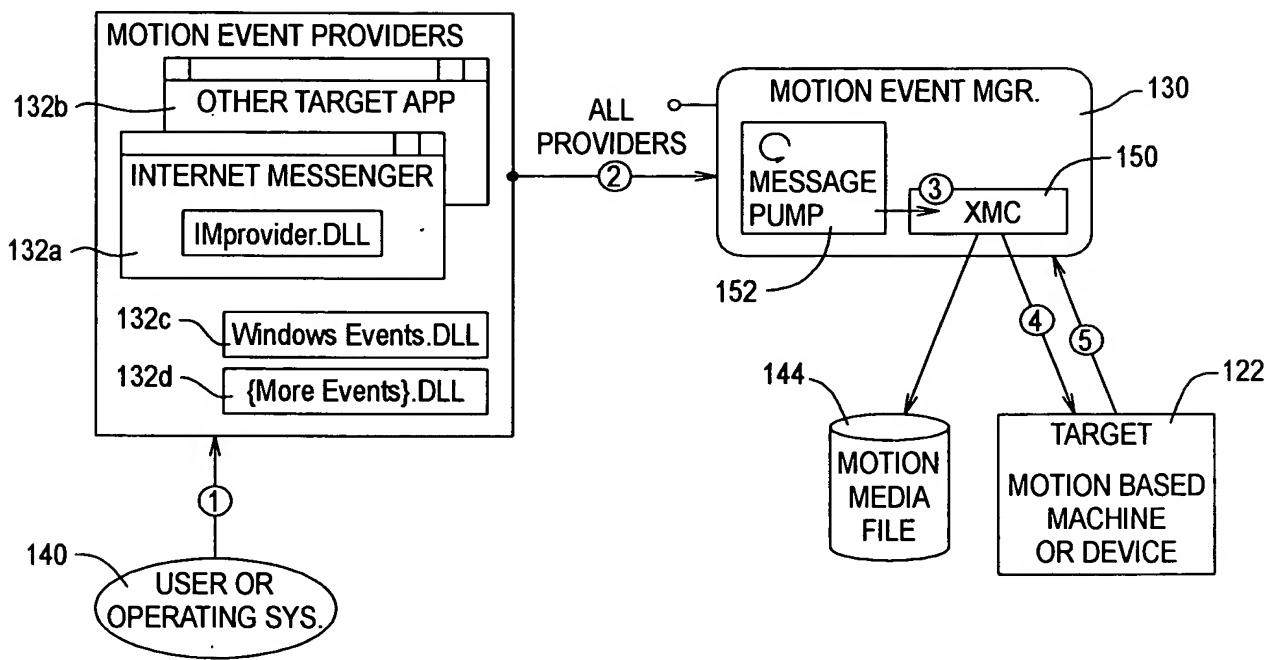 MOTION EVENT PROVIDERS
132b
OTHER TARGET APP
INTERNET MESSENGER
IMprovider.DLL
132a
132c
Windows Events.DLL
132d
{More Events}.DLL
1
140
USER OR
OPERATING SYS.
ALL
PROVIDERS
2
MOTION EVENT MGR.
130
150
MESSAGE
PUMP
3
XMC
152
4
5
144
122
MOTION
MEDIA
FILE
TARGET
MOTION BASED
MACHINE
OR DEVICE